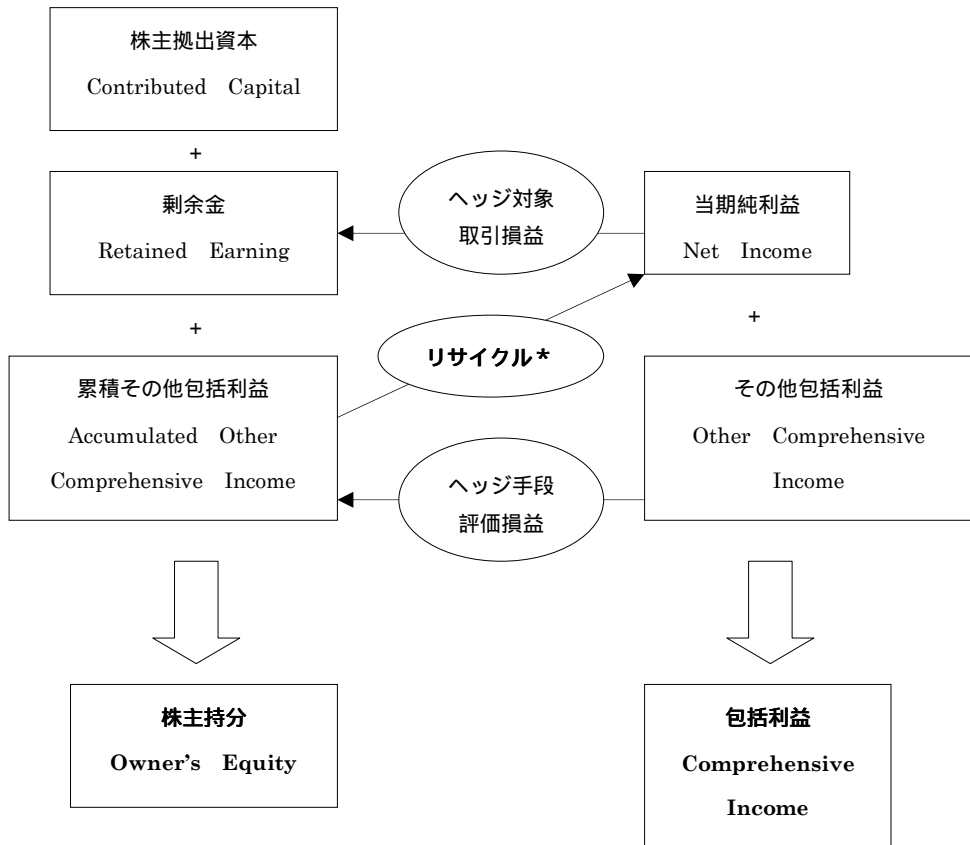 株主拠出資本
Contributed Capital
+
剰余金
Retained Earning
ヘッジ対象
取引損益
当期純利益
Net Income
+
+
リサイクル*
累積その他包括利益
Accumulated Other
Comprehensive Income
その他包括利益
Other Comprehensive
Income
ヘッジ手段
評価損益
株主持分
Owner's Equity
包括利益
Comprehensive
Income